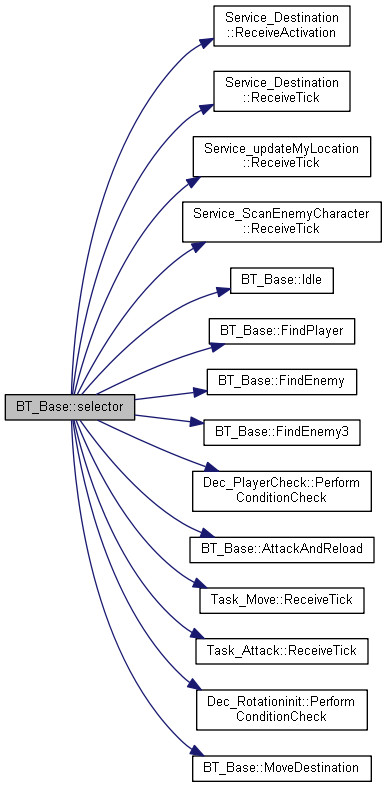 Service_Destination
::ReceiveActivation
Service_Destination
::ReceiveTick
Service_updateMyLocation
::ReceiveTick
Service_ScanEnemyCharacter
::ReceiveTick
BT_Base::Idle
BT_Base::FindPlayer
BT_Base::FindEnemy
BT_Base::selector
BT_Base::FindEnemy3
Dec_PlayerCheck::Perform
ConditionCheck
BT_Base::AttackAndReload
Task_Move::ReceiveTick
Task_Attack::ReceiveTick
Dec_Rotationinit::Perform
ConditionCheck
BT_Base::MoveDestination